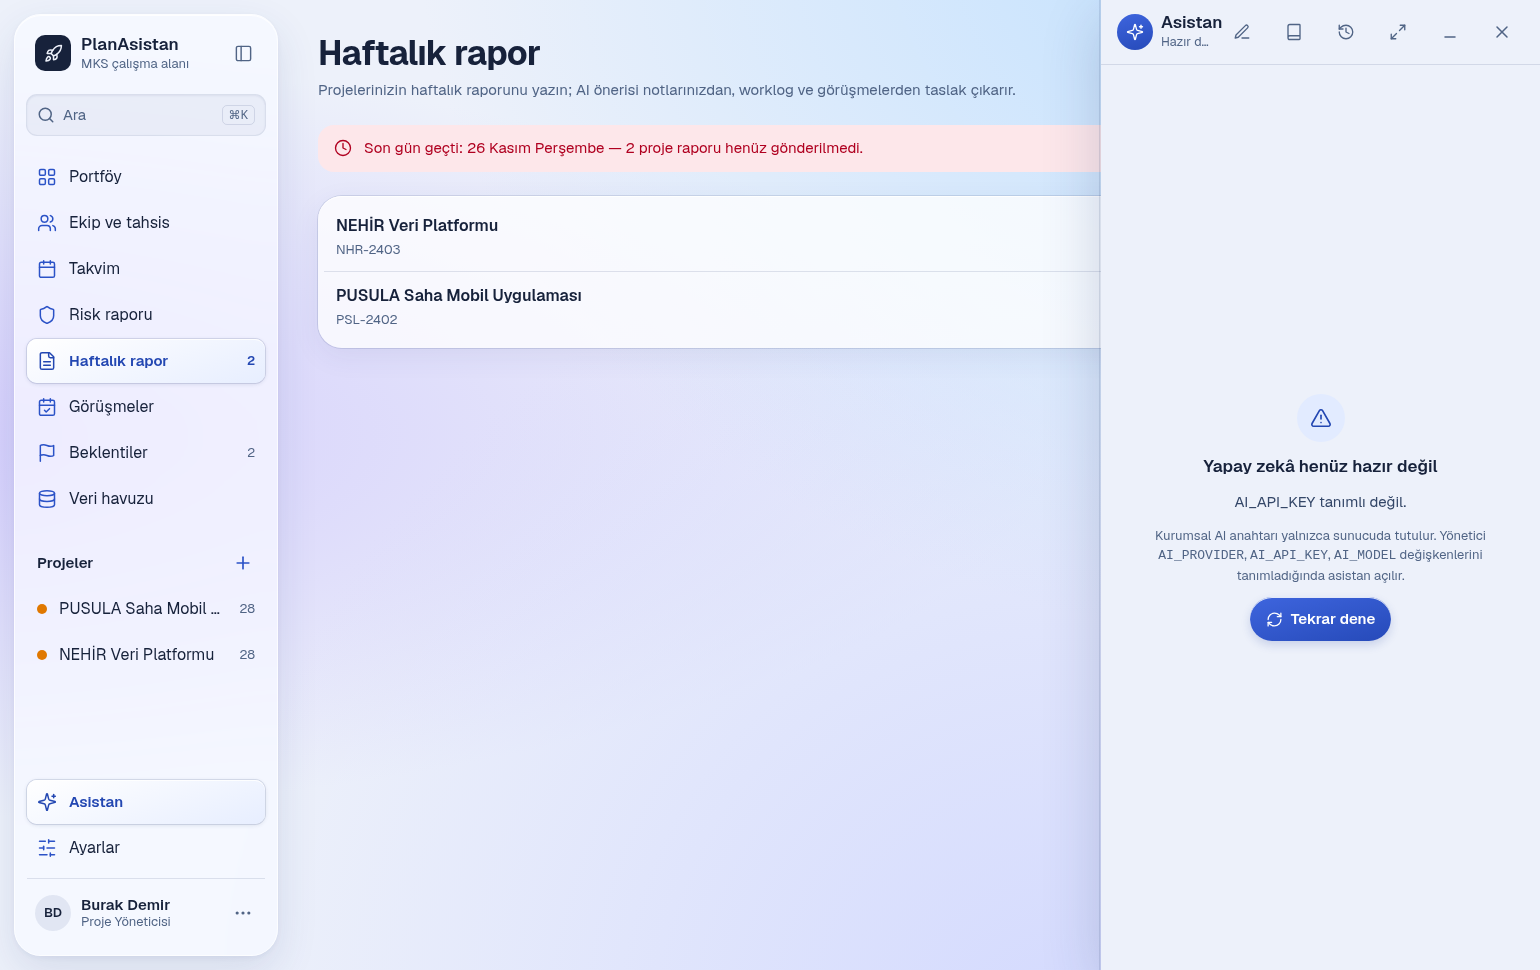 PlanAsistan
MKS çalışma alanı
Ara
⌘K
Portföy
Ekip ve tahsis
Takvim
Risk raporu
Haftalık rapor 2
Görüşmeler
Beklentiler 2
Veri havuzu
Projeler
PUSULA Saha Mobil ... 28
NEHİR Veri Platformu 28
Asistan
Ayarlar
BD
Burak Demir
Proje Yöneticisi
Haftalık rapor
Projelerinizin haftalık raporunu yazın; AI önerisi notlarınızdan, worklog ve görüşmelerden taslak çıkarır.
Son gün geçti: 26 Kasım Perşembe — 2 proje raporu henüz gönderilmedi.
NEHİR Veri Platformu
NHR-2403
PUSULA Saha Mobil Uygulaması
PSL-2402
Asistan
Hazır d...
Yapay zekâ henüz hazır değil
AI_API_KEY tanımlı değil.
Kurumsal AI anahtarı yalnızca sunucuda tutulur. Yönetici
AI_PROVIDER, AI_API_KEY, AI_MODEL değişkenlerini
tanımladığında asistan açılır.
Tekrar dene